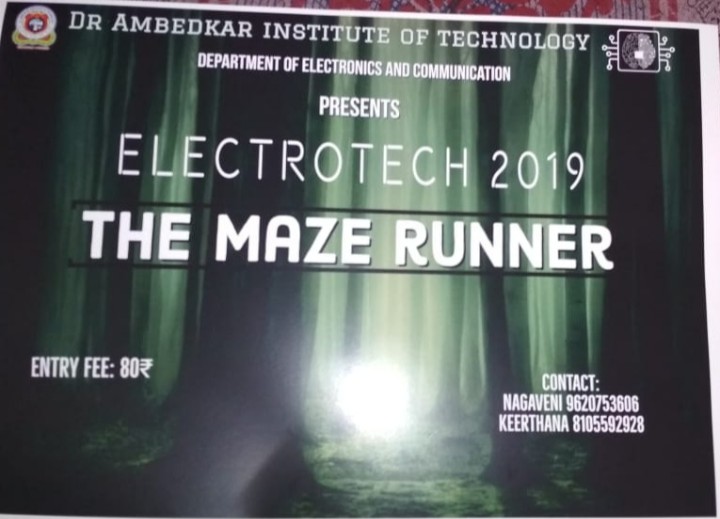 DR AMBEDKAR INSTITUTE OF TECHNOLOGY
DEPARTMENT OF ELECTRONICS AND COMMUNICATION
PRESENTS
ELECTROTECH 2019
THE MAZE RUNNER
ENTRY FEE: 80₹
CONTACT:
NAGAVENI 9620753606
KEERTHANA 8105592928